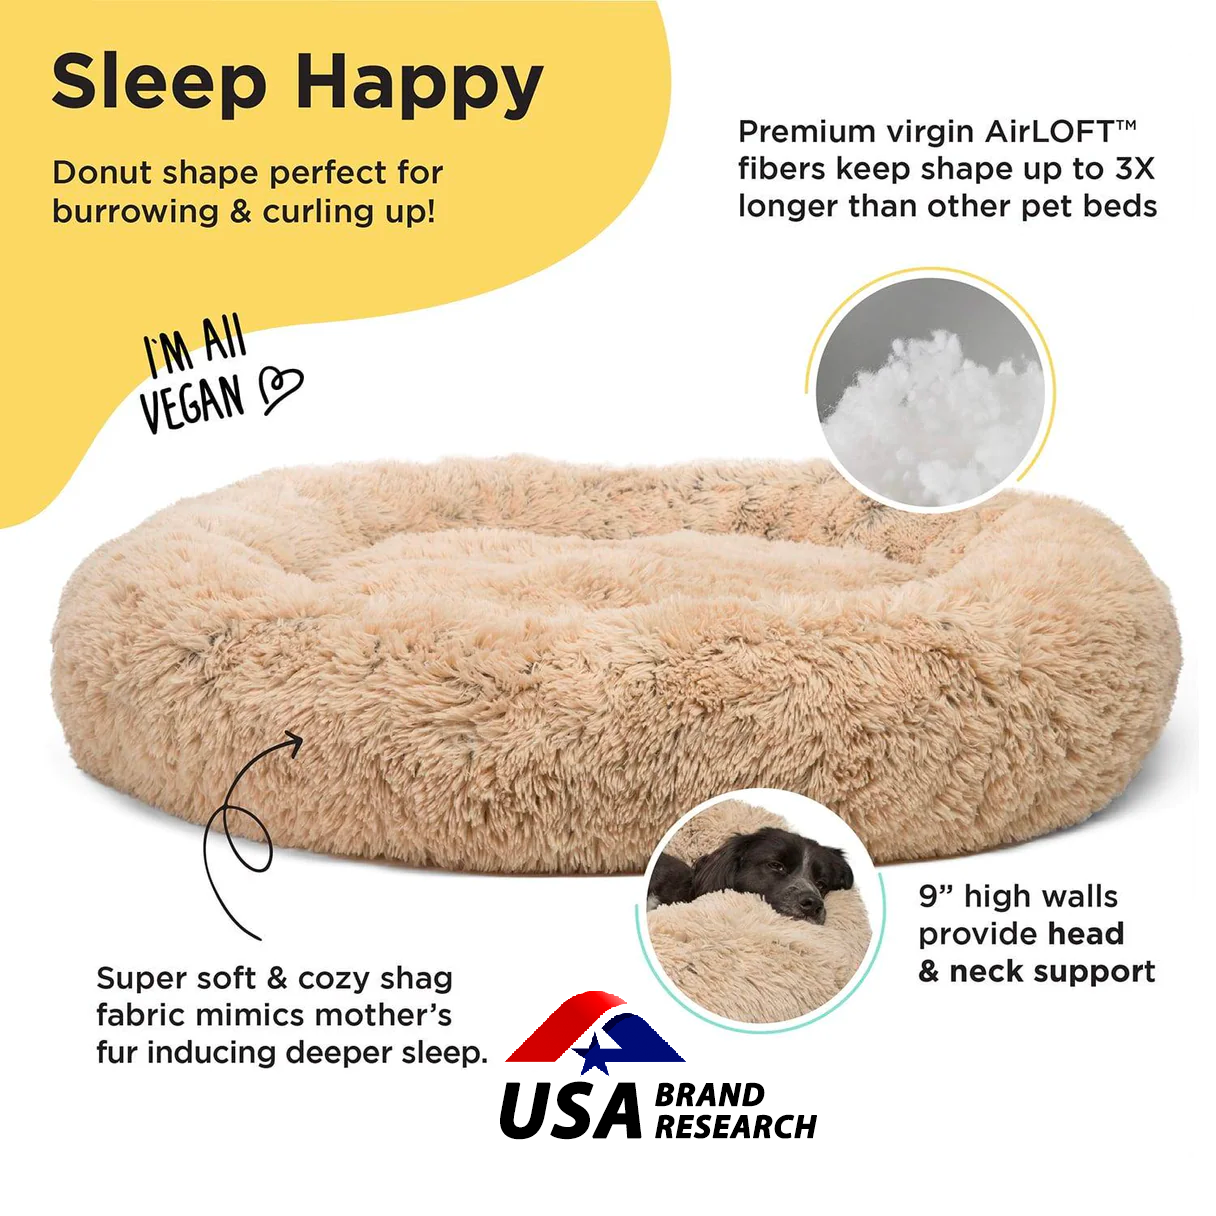 Sleep Happy
Donut shape perfect for
burrowing & curling up!
Premium virgin AirLOFT™
fibers keep shape up to 3X
longer than other pet beds
I'M All
VEGAN
9” high walls
provide head
& neck support
Super soft & cozy shag
fabric mimics mother’s
fur inducing deeper sleep.
USA BRAND
RESEARCH